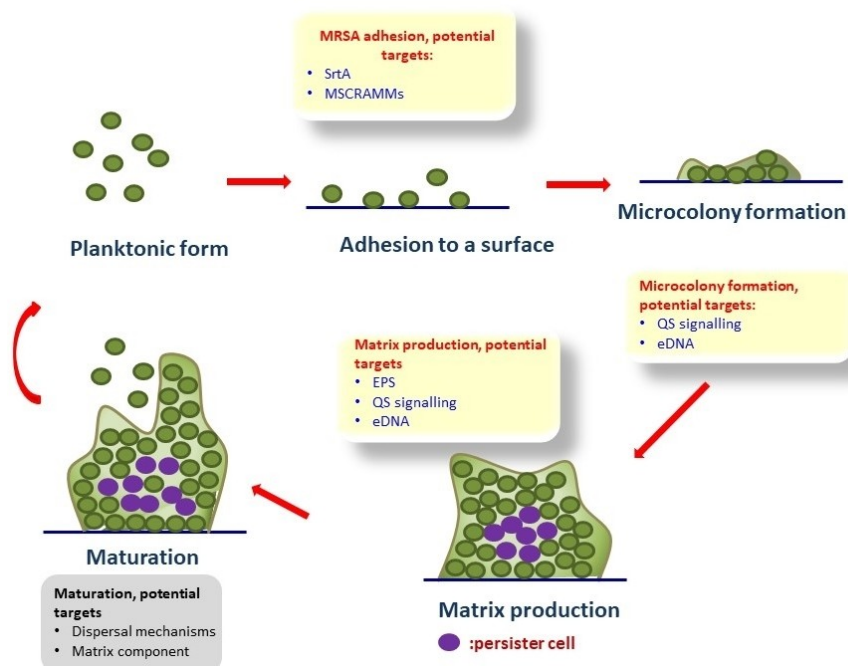 MRSA adhesion, potential
targets:
• SrtA
• MSCRAMMs
Planktonic form
Adhesion to a surface
Microcolony formation
Microcolony formation,
potential targets:
• QS signalling
• eDNA
Matrix production, potential
targets
• EPS
• QS signalling
• eDNA
Maturation
Maturation, potential
targets
• Dispersal mechanisms
• Matrix component
Matrix production
:persister cell